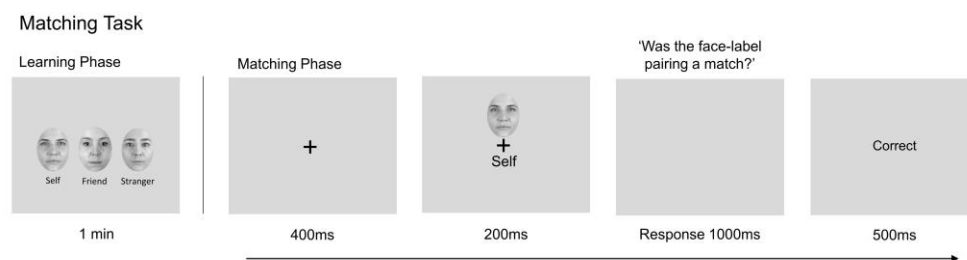 Matching Task
Learning Phase
Self Friend Stranger
1 min
Matching Phase
+
400ms
+
Self
200ms
'Was the face-label
pairing a match?'
Response 1000ms
Correct
500ms